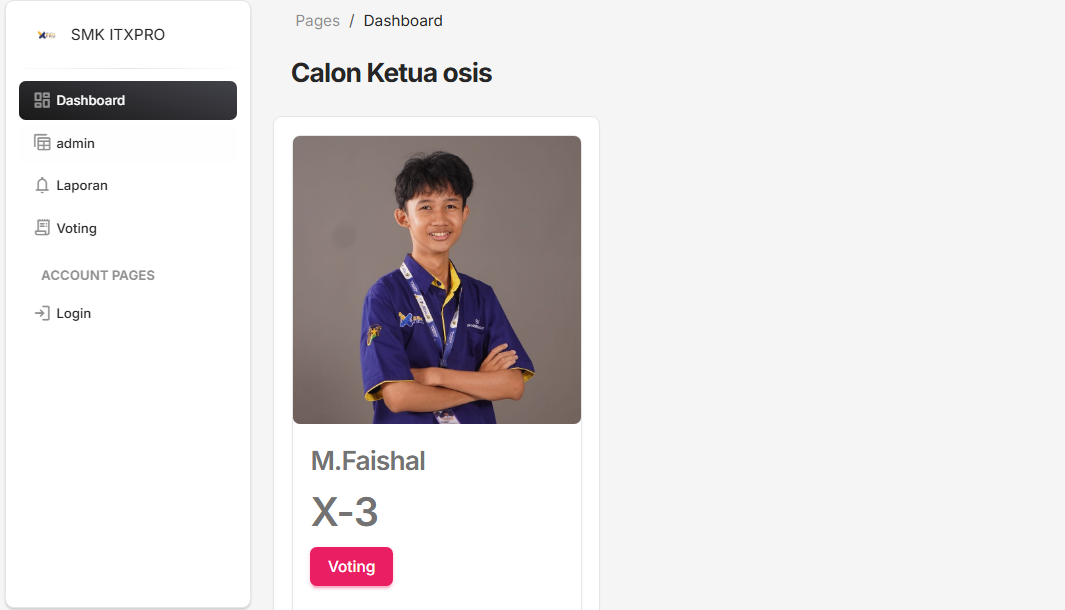 SMK ITXPRO
Dashboard
admin
Laporan
Voting
ACCOUNT PAGES
Login
Pages / Dashboard
Calon Ketua osis
M.Faishal
X-3
Voting